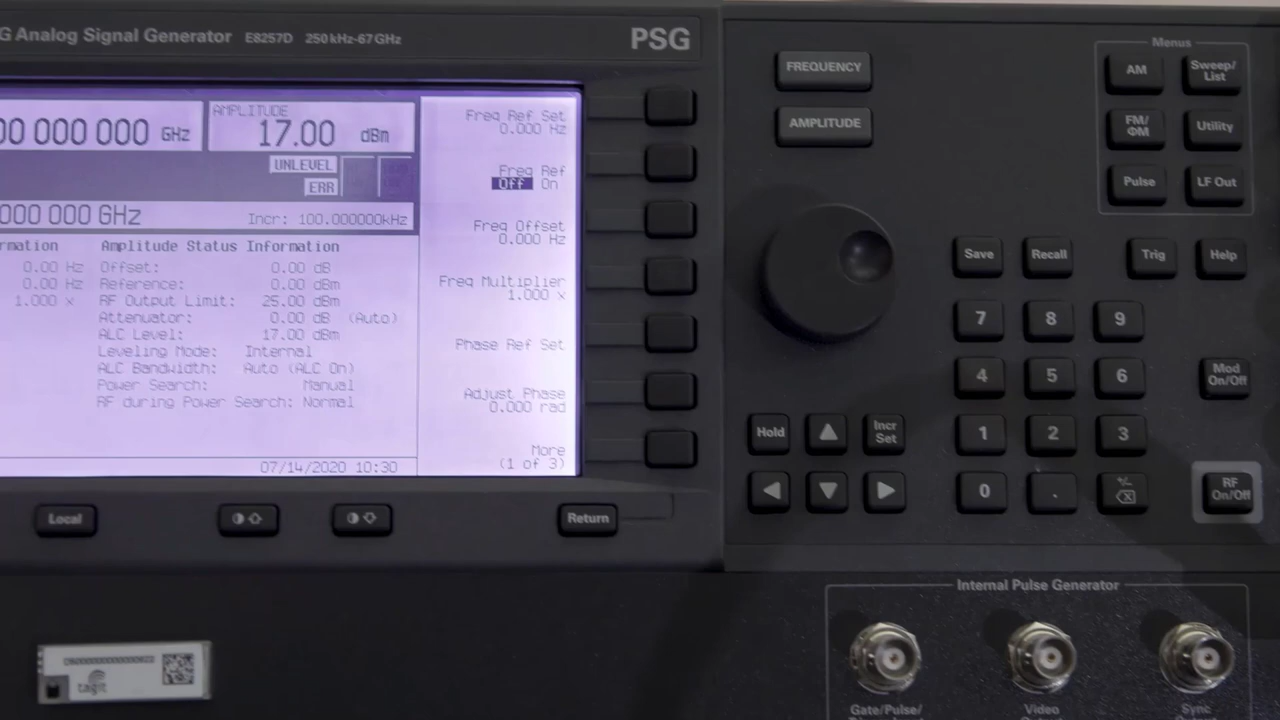 G Analog Signal Generator E8257D 250 kHz-67 GHz
PSG
00 000 000 GHz
AMPLITUDE
17.00 dBm
UNLEVEL
ERR
000 000 GHz Incr: 100.000000kHz
rmation Amplitude Status Information
0.00 Hz Offset: 0.00 dB
0.00 Hz Reference: 0.00 dBm
1.000 x RF Output Limit: 25.00 dBm
Attenuator: 0.00 dB (Auto)
ALC Level: 17.00 dBm
Leveling Mode: Internal
ALC Bandwidth: Auto (ALC On)
Power Search: Manual
RF during Power Search: Normal
07/14/2020 10:30
Freq Ref Set
0.000 Hz
Freq Ref
Off On
Freq Offset
0.000 Hz
Freq Multiplier
1.000 x
Phase Ref Set
Adjust Phase
0.000 rad
More
(1 of 3)
Local
Return
FREQUENCY
AMPLITUDE
Menus
AM
Sweep/
List
FM/
ΦM
Utility
Pulse
LF Out
Save
Recall
Trig
Help
7
8
9
4
5
6
Mod
On/Off
Hold
Incr
Set
1
2
3
0
.
+/-
RF
On/Off
Internal Pulse Generator
Gate/Pulse/
Video
Sync
tagit